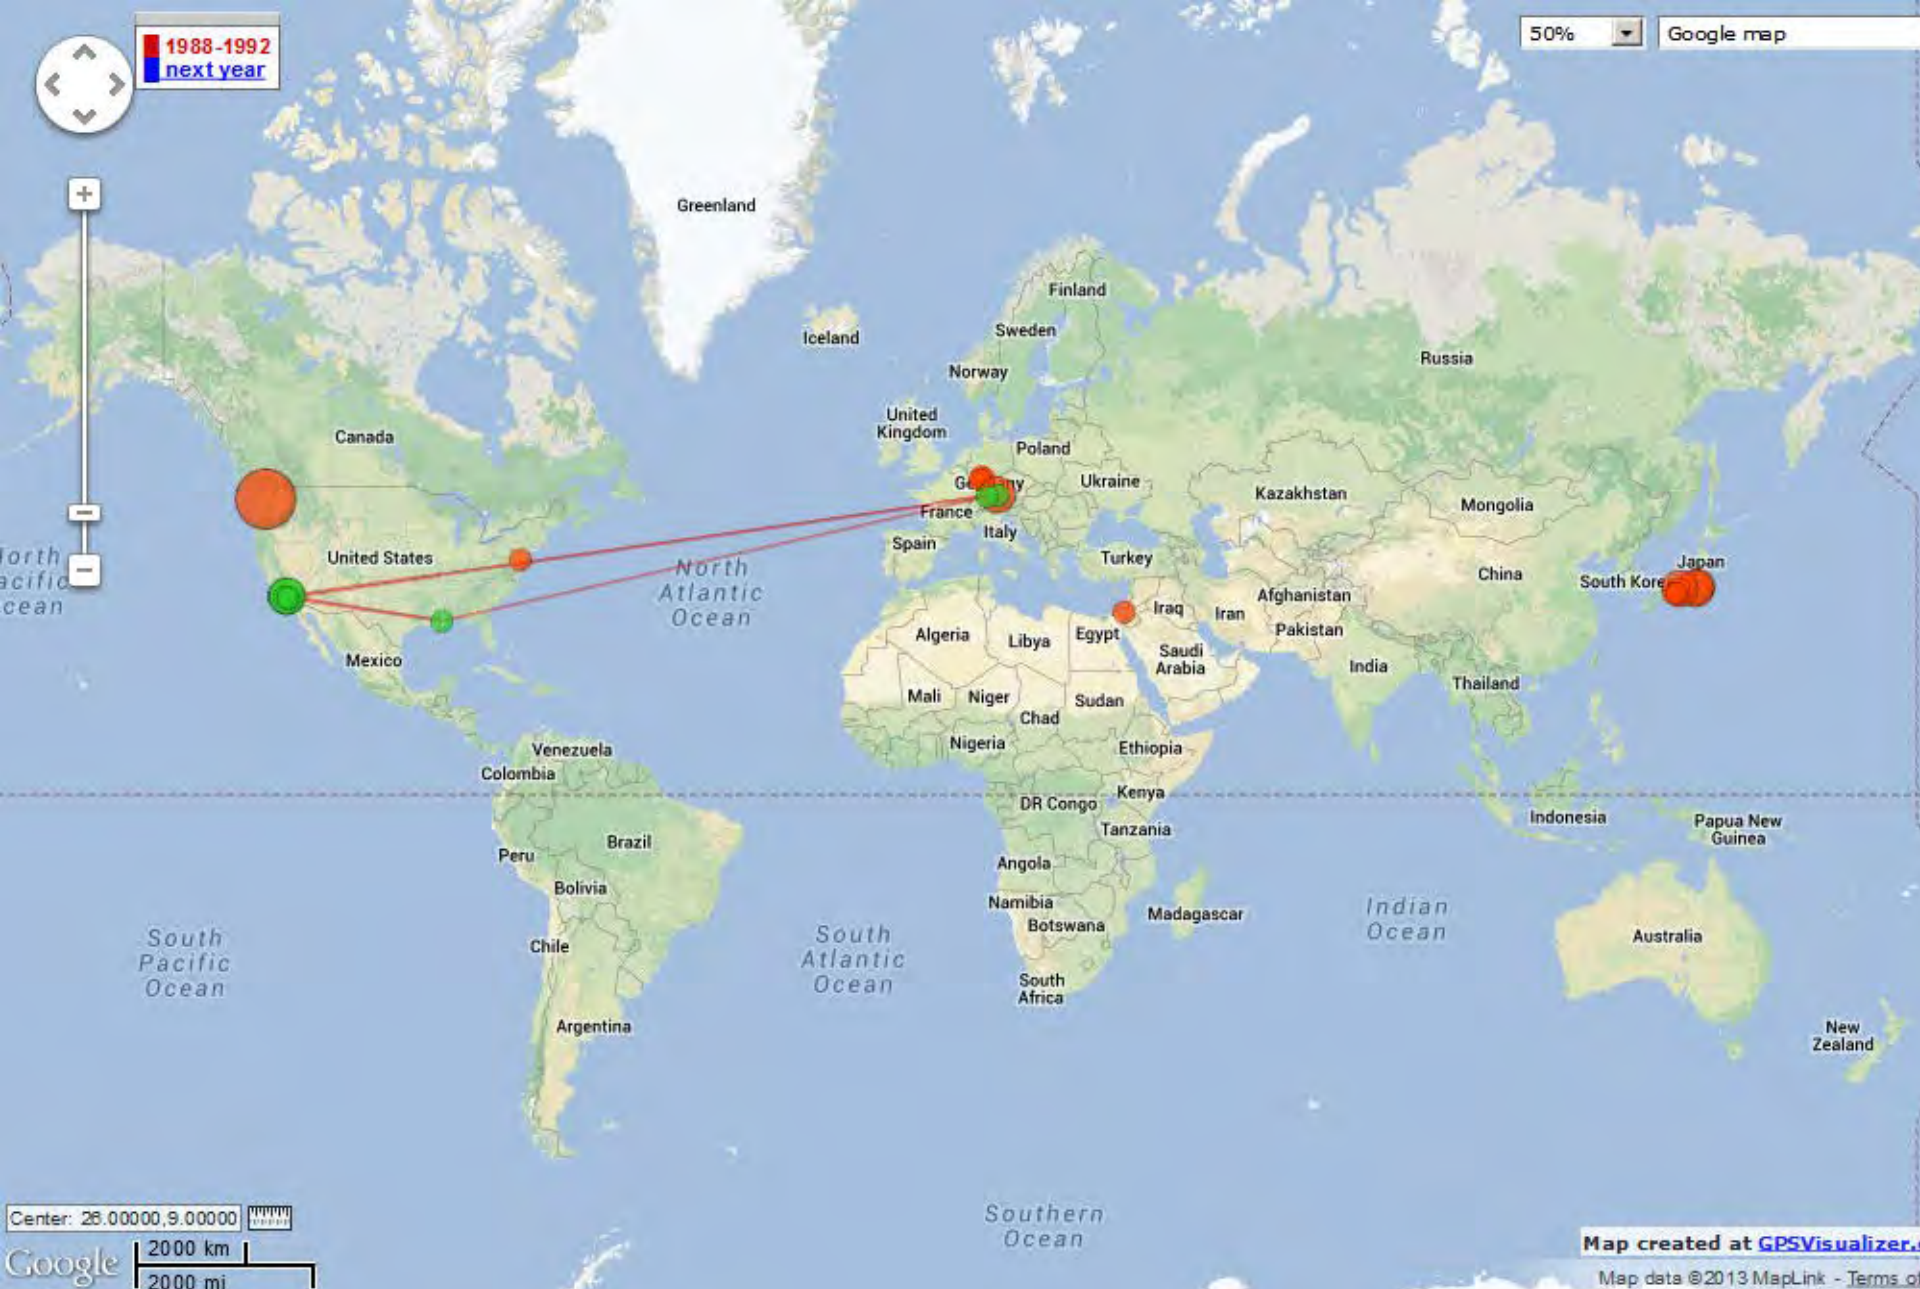 1988-1992
next year
50%
Google map
+
−
−
Greenland
Iceland
Finland
Sweden
Norway
Russia
United
Kingdom
Canada
Poland
Ukraine
Kazakhstan
Mongolia
France
Italy
Spain
Turkey
United States
North
Atlantic
Ocean
China
Japan
South Kore
Afghanistan
Iraq
Iran
Pakistan
Algeria
Libya
Egypt
Saudi
Arabia
India
Thailand
Mexico
Mali
Niger
Chad
Sudan
Nigeria
Ethiopia
Venezuela
Colombia
DR Congo
Kenya
Tanzania
Indonesia
Papua New
Guinea
Brazil
Peru
Bolivia
Angola
Namibia
Botswana
Madagascar
Indian
Ocean
Australia
South
Pacific
Ocean
Chile
South
Atlantic
Ocean
South
Africa
Argentina
New
Zealand
Southern
Ocean
Center: 26.00000,9.00000
Google
2000 km
2000 mi
Map created at GPSVisualizer.
Map data ©2013 MapLink - Terms of